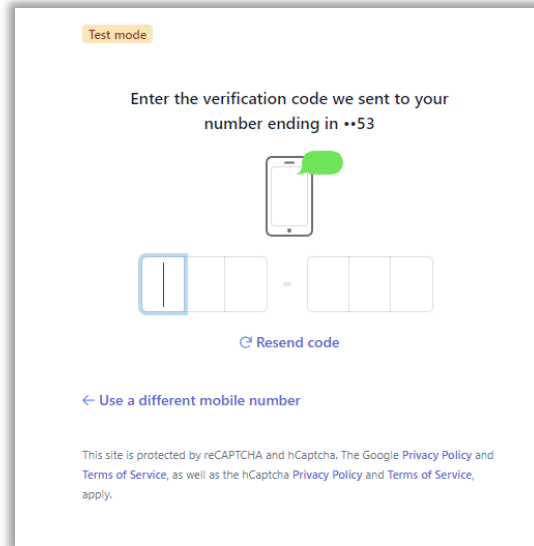 Test mode
Enter the verification code we sent to your
number ending in ••53
-
Resend code
← Use a different mobile number
This site is protected by reCAPTCHA and hCaptcha. The Google Privacy Policy and
Terms of Service, as well as the hCaptcha Privacy Policy and Terms of Service,
apply.